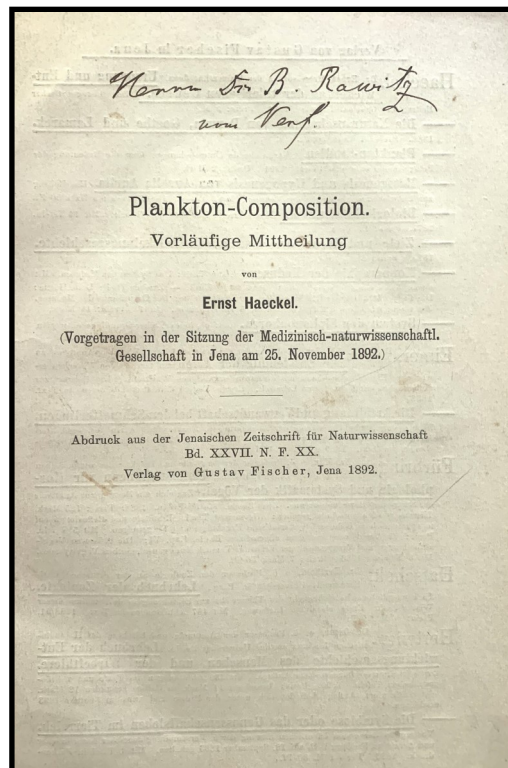 Herrn Dr. B. Rawitz
vom Verf.
Plankton-Composition.
Vorläufige Mittheilung
von
Ernst Haeckel.
(Vorgetragen in der Sitzung der Medizinisch-naturwissenschaftl.
Gesellschaft in Jena am 25. November 1892.)
Abdruck aus der Jenaischen Zeitschrift für Naturwissenschaft
Bd. XXVII. N. F. XX.
Verlag von Gustav Fischer, Jena 1892.